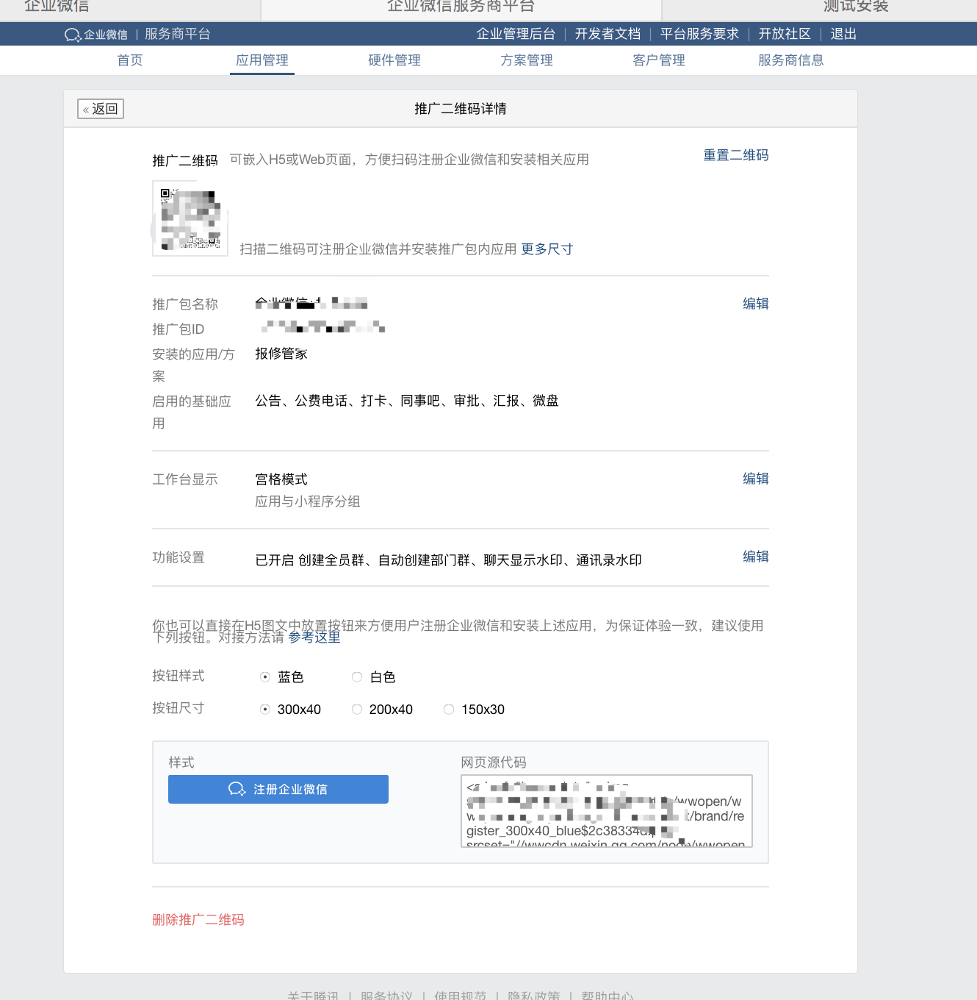 企业微信 企业微信服务商平台 测试安装
企业微信 | 服务商平台 企业管理后台 | 开发者文档 | 平台服务要求 | 开放社区 | 退出
首页 应用管理 硬件管理 方案管理 客户管理 服务商信息
« 返回 推广二维码详情
推广二维码 可嵌入H5或Web页面，方便扫码注册企业微信和安装相关应用 重置二维码
扫描二维码可注册企业微信并安装推广包内应用 更多尺寸
推广包名称 编辑
推广包ID
安装的应用/方 报修管家
案
启用的基础应 公告、公费电话、打卡、同事吧、审批、汇报、微盘
用
工作台显示 宫格模式 编辑
应用与小程序分组
功能设置 已开启 创建全员群、自动创建部门群、聊天显示水印、通讯录水印 编辑
你也可以直接在H5图文中放置按钮来方便用户注册企业微信和安装上述应用，为保证体验一致，建议使用
下列按钮。对接方法请 参考这里
按钮样式 蓝色 白色
按钮尺寸 300x40 200x40 150x30
样式 网页源代码
注册企业微信
/wwopen/w
/brand/re
gister_300x40_blue$2c38334d
srcset="//wwcdn.weixin.qq.com/node/wwopen
删除推广二维码
关于腾讯 | 服务协议 | 使用规范 | 隐私政策 | 帮助中心